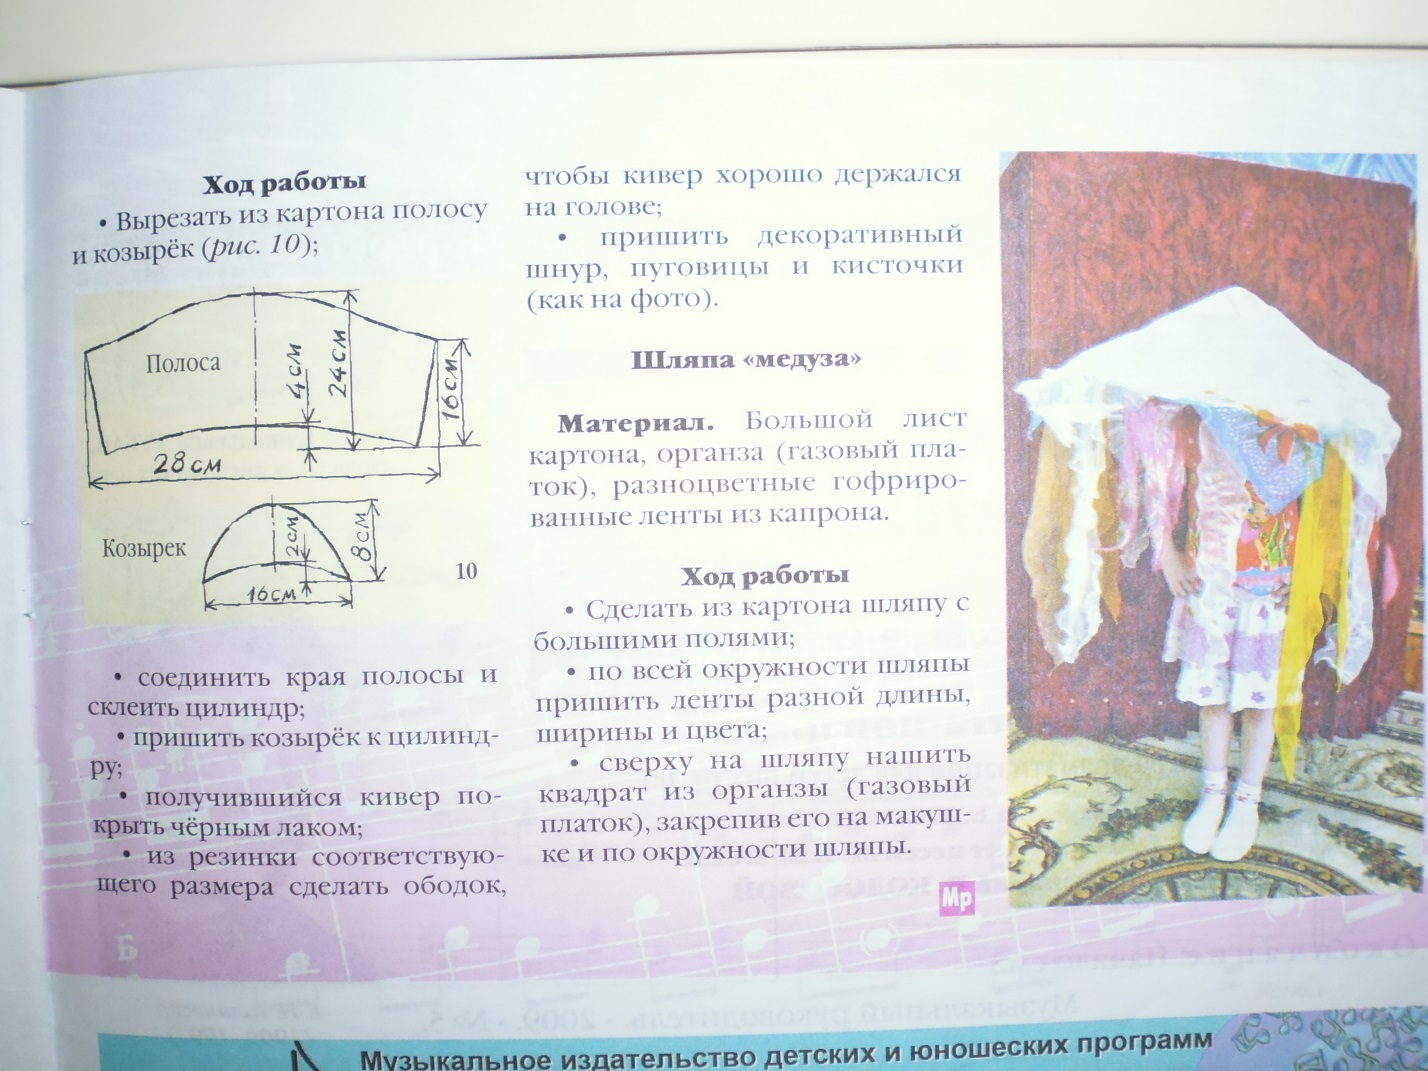 Ход работы
• Вырезать из картона полосу
и козырёк (рис. 10);
Полоса
4см
24см
16см
28см
Козырек
2см
8см
16см
10
• соединить края полосы и
склеить цилиндр;
• пришить козырёк к цилинд-
ру;
• получившийся кивер по-
крыть чёрным лаком;
• из резинки соответствую-
щего размера сделать ободок,
чтобы кивер хорошо держался
на голове;
• пришить декоративный
шнур, пуговицы и кисточки
(как на фото).
Шляпа «медуза»
Материал. Большой лист
картона, органза (газовый пла-
ток), разноцветные гофриро-
ванные ленты из капрона.
Ход работы
• Сделать из картона шляпу с
большими полями;
• по всей окружности шляпы
пришить ленты разной длины,
ширины и цвета;
• сверху на шляпу нашить
квадрат из органзы (газовый
платок), закрепив его на макуш-
ке и по окружности шляпы.
Мр
Б
Музыкальный руководитель. - 2009. - № 5.
Музыкальное издательство детских и юношеских программ